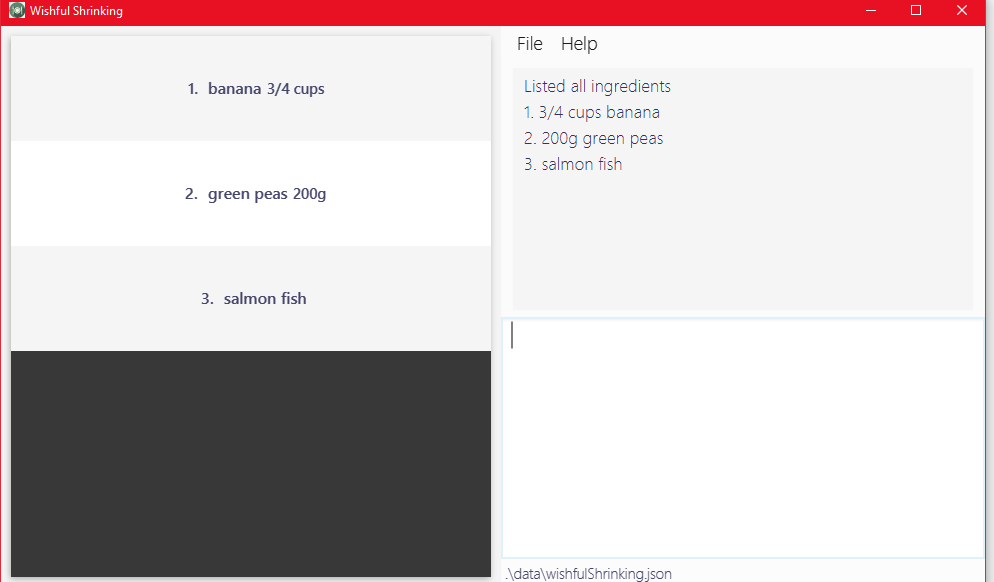 Wishful Shrinking
1. banana 3/4 cups
2. green peas 200g
3. salmon fish
File Help
Listed all ingredients
1. 3/4 cups banana
2. 200g green peas
3. salmon fish
.\data\wishfulShrinking.json